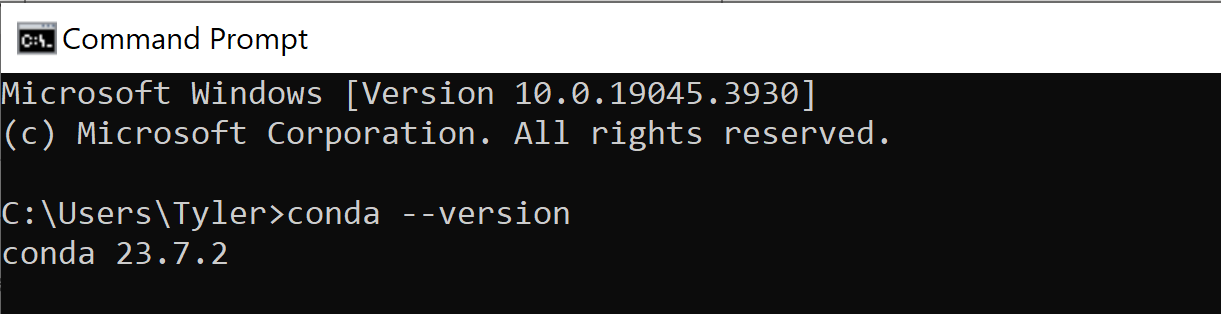 Command Prompt
Microsoft Windows [Version 10.0.19045.3930]
(c) Microsoft Corporation. All rights reserved.
C:\Users\Tyler>conda --version
conda 23.7.2